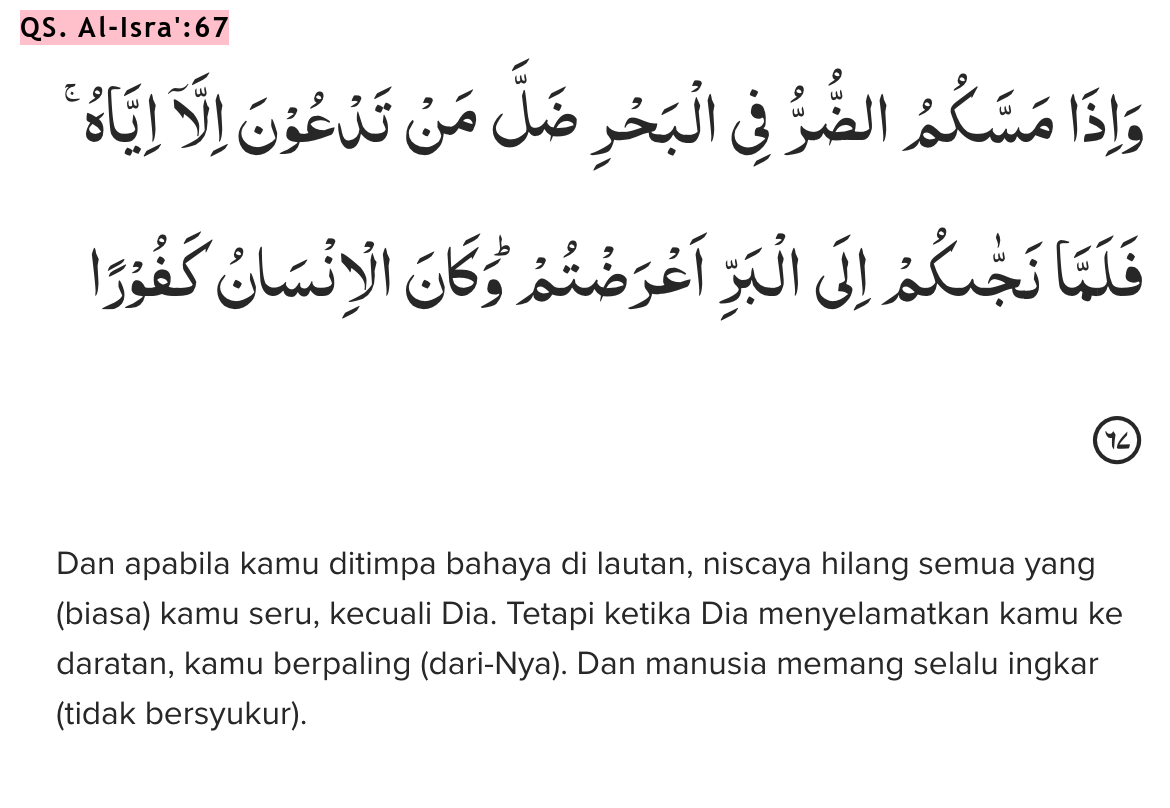 QS. Al-Isra':67
وَاِذَا مَسَّكُمُ الضُّرُّ فِى الْبَحْرِ ضَلَّ مَنْ تَدْعُوْنَ اِلَّآ اِيَّاهُۚ
فَلَمَّا نَجّٰىكُمْ اِلَى الْبَرِّ اَعْرَضْتُمْۗ وَكَانَ الْاِنْسَانُ كَفُوْرًا
٦٧
Dan apabila kamu ditimpa bahaya di lautan, niscaya hilang semua yang
(biasa) kamu seru, kecuali Dia. Tetapi ketika Dia menyelamatkan kamu ke
daratan, kamu berpaling (dari-Nya). Dan manusia memang selalu ingkar
(tidak bersyukur).